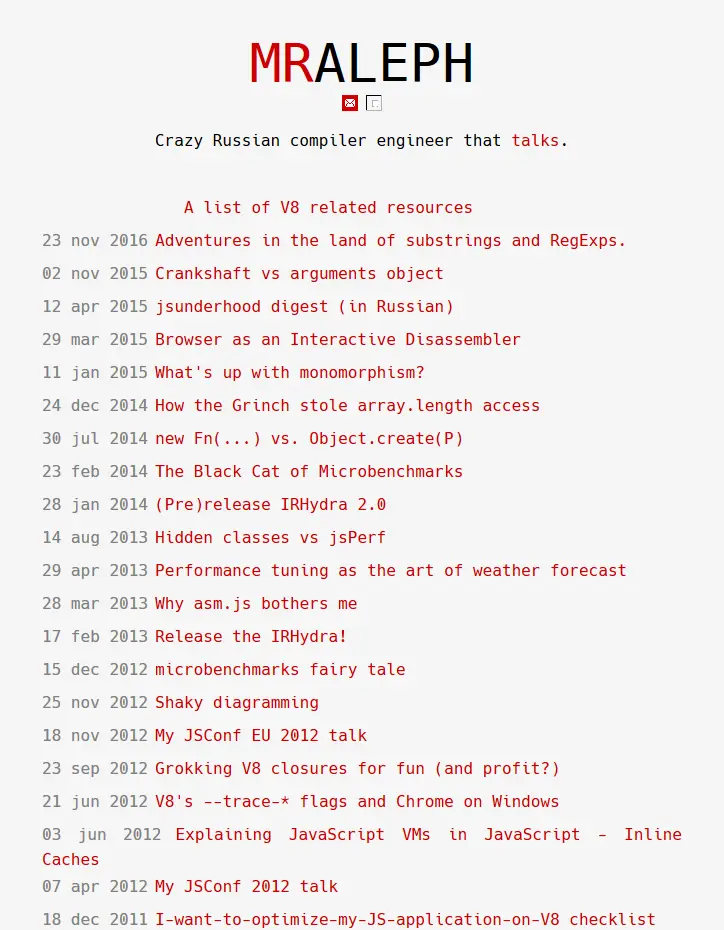 MRALEPH
Crazy Russian compiler engineer that talks.
A list of V8 related resources
23 nov 2016 Adventures in the land of substrings and RegExps.
02 nov 2015 Crankshaft vs arguments object
12 apr 2015 jsunderhood digest (in Russian)
29 mar 2015 Browser as an Interactive Disassembler
11 jan 2015 What's up with monomorphism?
24 dec 2014 How the Grinch stole array.length access
30 jul 2014 new Fn(...) vs. Object.create(P)
23 feb 2014 The Black Cat of Microbenchmarks
28 jan 2014 (Pre)release IRHydra 2.0
14 aug 2013 Hidden classes vs jsPerf
29 apr 2013 Performance tuning as the art of weather forecast
28 mar 2013 Why asm.js bothers me
17 feb 2013 Release the IRHydra!
15 dec 2012 microbenchmarks fairy tale
25 nov 2012 Shaky diagramming
18 nov 2012 My JSConf EU 2012 talk
23 sep 2012 Grokking V8 closures for fun (and profit?)
21 jun 2012 V8's --trace-* flags and Chrome on Windows
03 jun 2012 Explaining JavaScript VMs in JavaScript - Inline
Caches
07 apr 2012 My JSConf 2012 talk
18 dec 2011 I-want-to-optimize-my-JS-application-on-V8 checklist